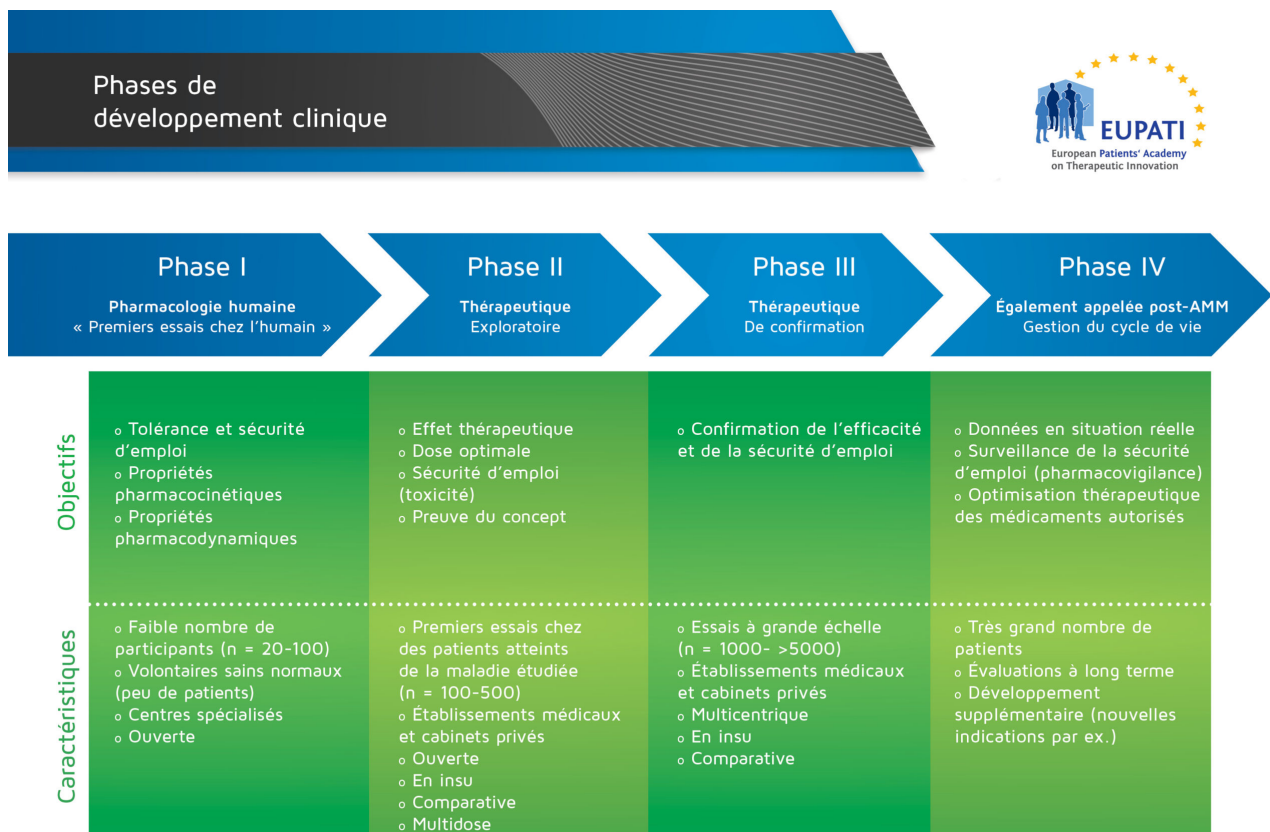 Phases de
développement clinique
EUPATI
European Patients' Academy
on Therapeutic Innovation
Phase I
Pharmacologie humaine
« Premiers essais chez l'humain »
Phase II
Thérapeutique
Exploratoire
Phase III
Thérapeutique
De confirmation
Phase IV
Également appelée post-AMM
Gestion du cycle de vie
Objectifs
o Tolérance et sécurité
d'emploi
o Propriétés
pharmacocinétiques
o Propriétés
pharmacodynamiques
o Effet thérapeutique
o Dose optimale
o Sécurité d'emploi
(toxicité)
o Preuve du concept
o Confirmation de l'efficacité
et de la sécurité d'emploi
o Données en situation réelle
o Surveillance de la sécurité
d'emploi (pharmacovigilance)
o Optimisation thérapeutique
des médicaments autorisés
Caractéristiques
o Faible nombre de
participants (n = 20-100)
o Volontaires sains normaux
(peu de patients)
o Centres spécialisés
o Ouverte
o Premiers essais chez
des patients atteints
de la maladie étudiée
(n = 100-500)
o Établissements médicaux
et cabinets privés
o Ouverte
o En insu
o Comparative
o Multidose
o Essais à grande échelle
(n = 1000- >5000)
o Établissements médicaux
et cabinets privés
o Multicentrique
o En insu
o Comparative
o Très grand nombre de
patients
o Évaluations à long terme
o Développement
supplémentaire (nouvelles
indications par ex.)